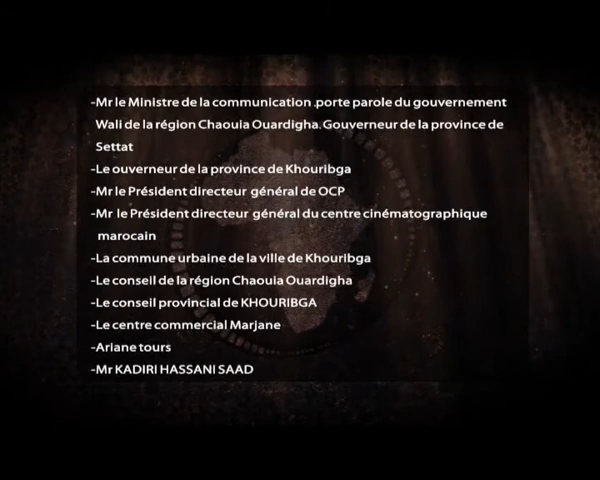 -Mr le Ministre de la communication .porte parole du gouvernement
Wali de la région Chaouia Ouardigha. Gouverneur de la province de
Settat
-Le ouverneur de la province de Khouribga
-Mr le Président directeur général de OCP
-Mr le Président directeur général du centre cinématographique
marocain
-La commune urbaine de la ville de Khouribga
-Le conseil de la région Chaouia Ouardigha
-Le conseil provincial de KHOURIBGA
-Le centre commercial Marjane
-Ariane tours
-Mr KADIRI HASSANI SAAD